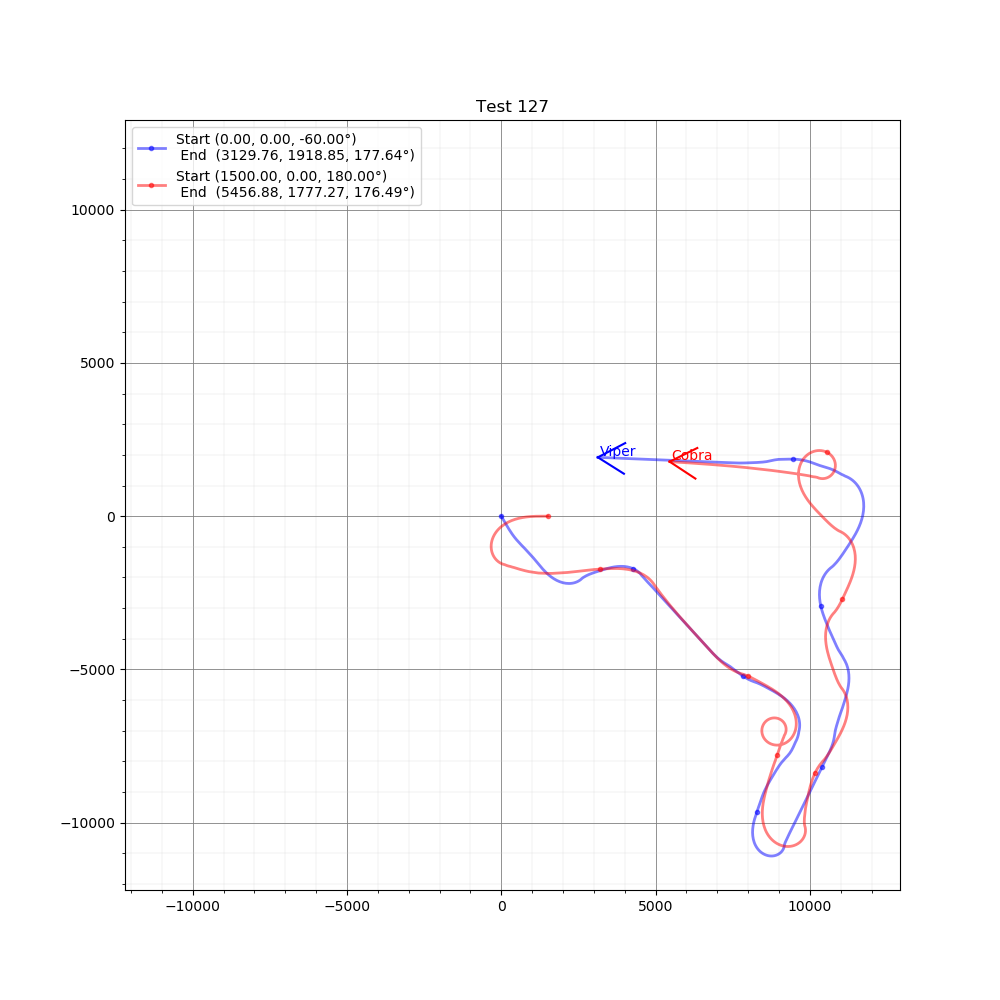 Test 127
Start (0.00, 0.00, -60.00°)
End  (3129.76, 1918.85, 177.64°)
Start (1500.00, 0.00, 180.00°)
End  (5456.88, 1777.27, 176.49°)
10000
5000
Viper
Cobra
0
−5000
−10000
−10000
−5000
0
5000
10000